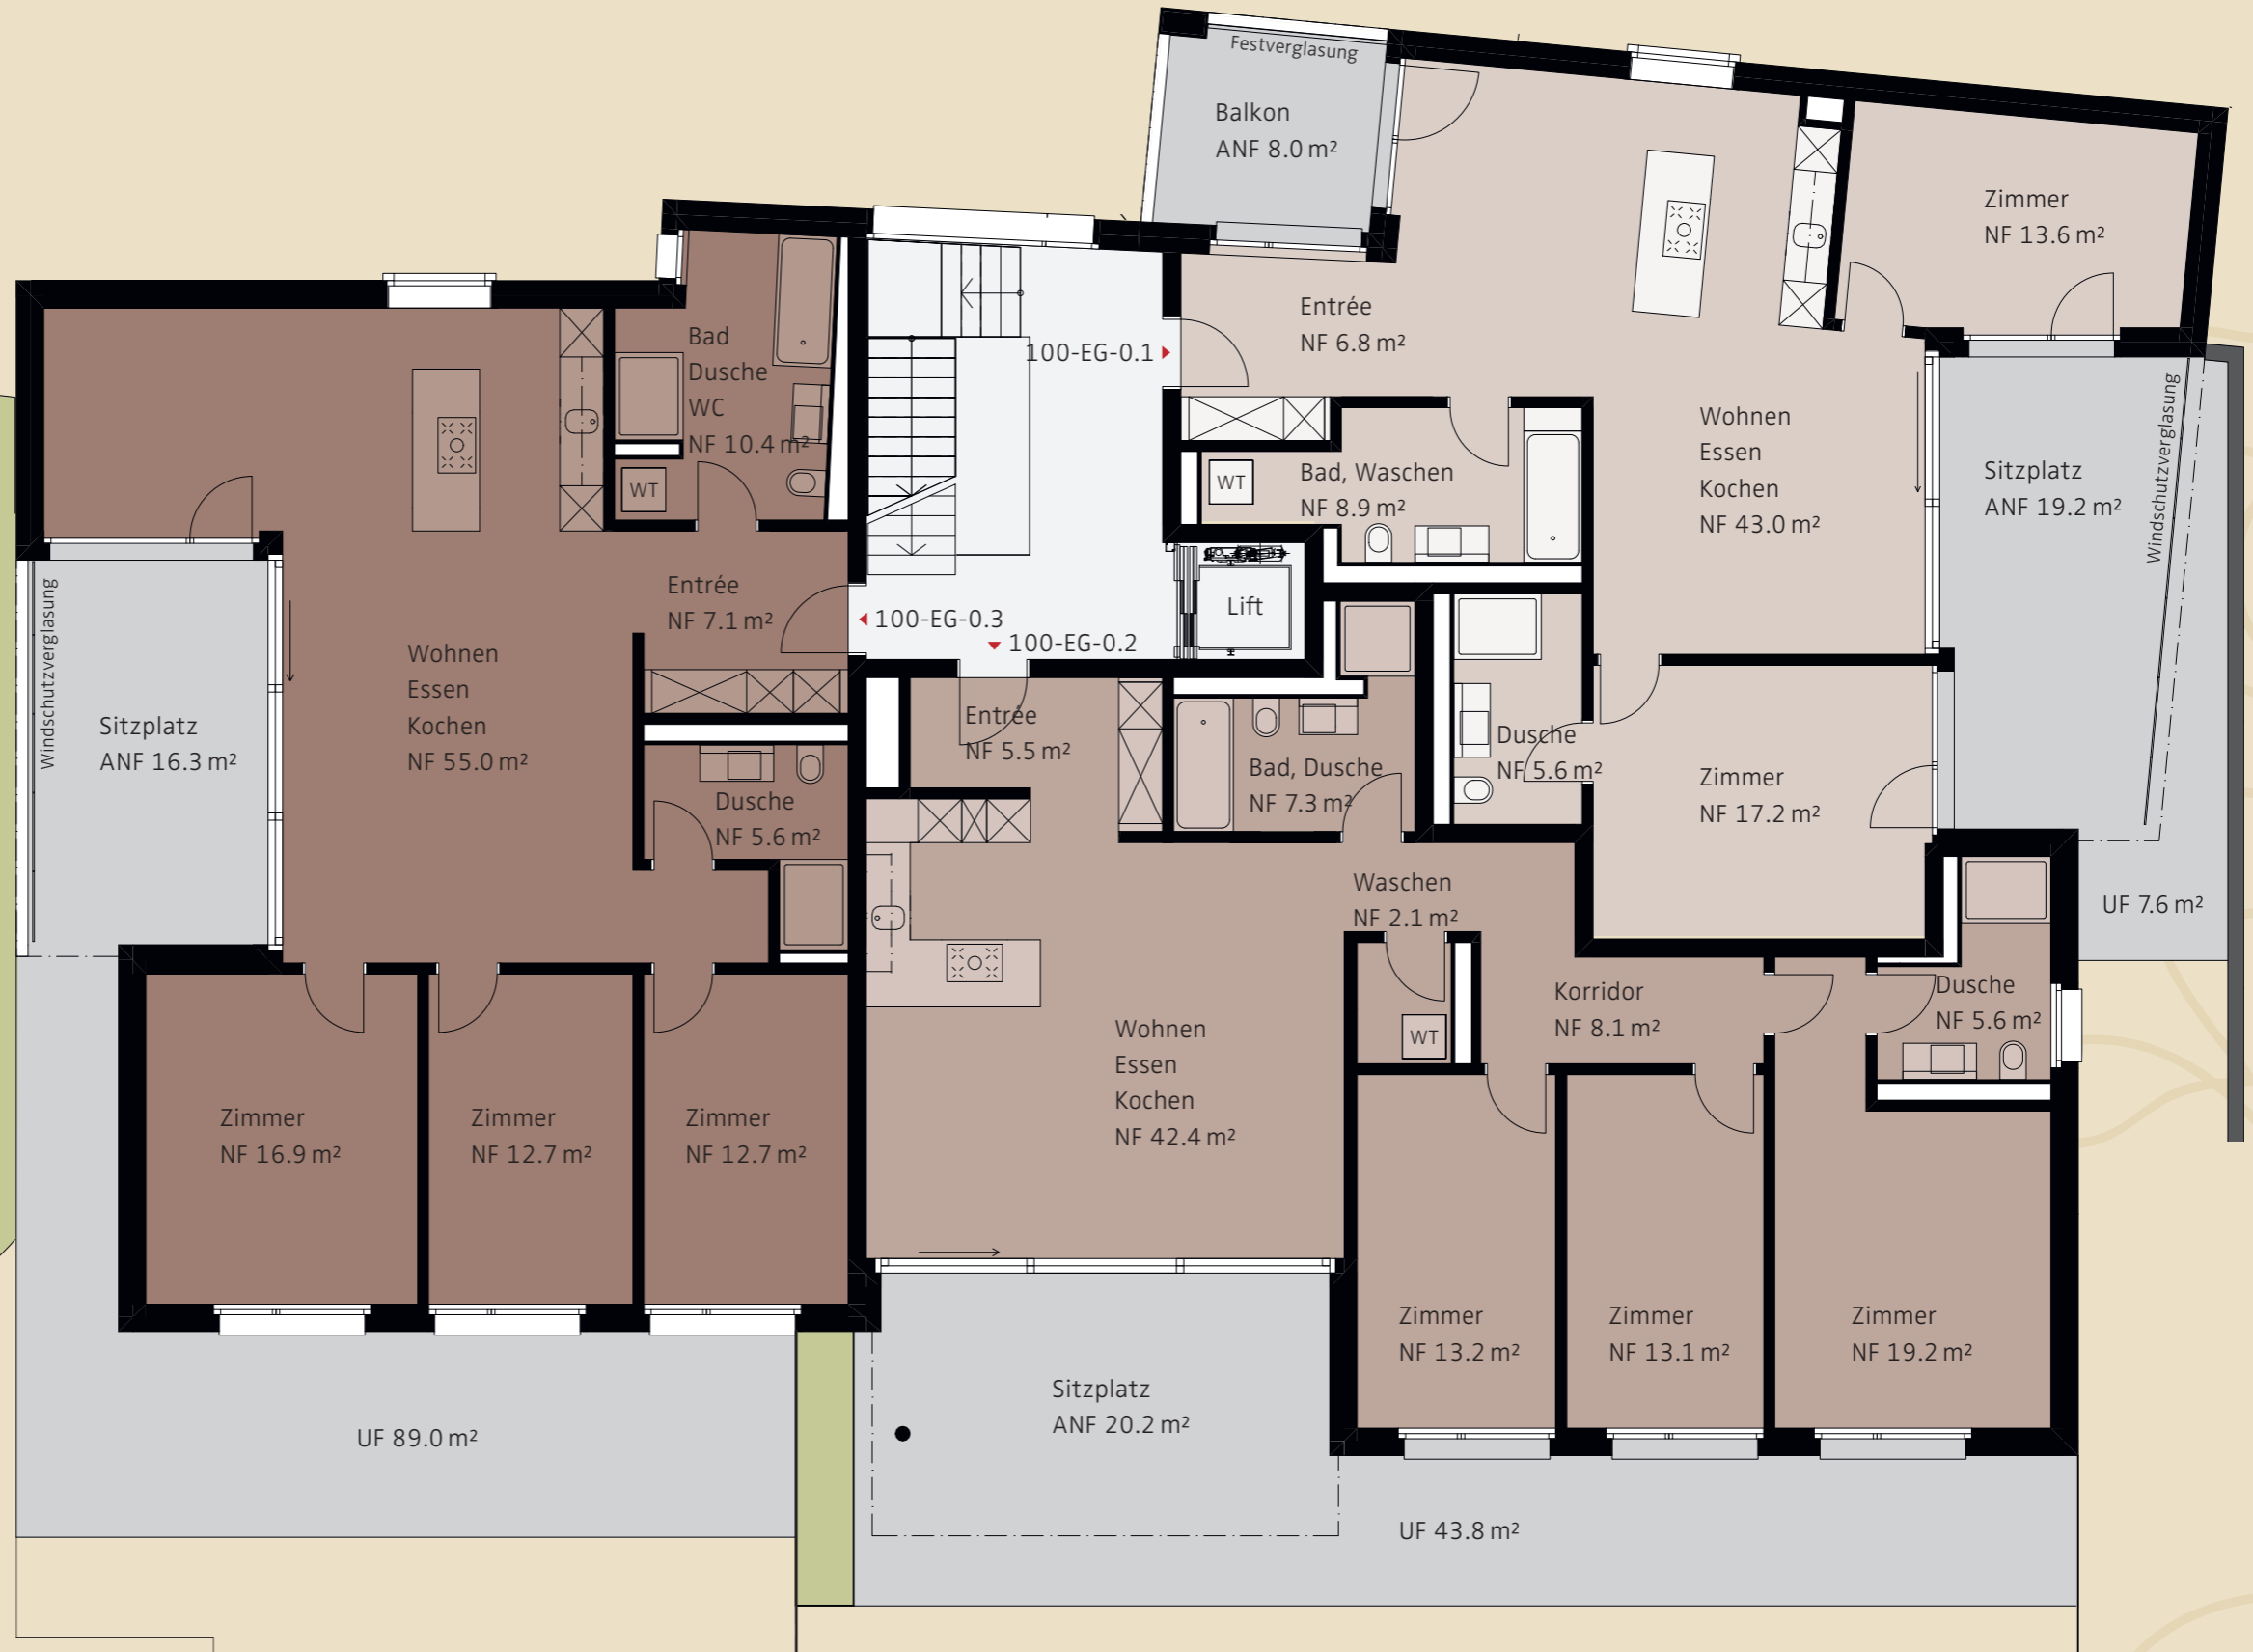 Festverglasung
Balkon
ANF 8.0 m²
Zimmer
NF 13.6 m²
Entrée
NF 6.8 m²
100-EG-0.1
Bad
Dusche
WC
NF 10.4 m²
WT
Bad, Waschen
NF 8.9 m²
WT
Wohnen
Essen
Kochen
NF 43.0 m²
Sitzplatz
ANF 19.2 m²
Windschutzverglasung
Entrée
NF 7.1 m²
100-EG-0.3
100-EG-0.2
Lift
Windschutzverglasung
Sitzplatz
ANF 16.3 m²
Wohnen
Essen
Kochen
NF 55.0 m²
Entrée
NF 5.5 m²
Bad, Dusche
NF 7.3 m²
Dusche
NF 5.6 m²
Zimmer
NF 17.2 m²
Dusche
NF 5.6 m²
Waschen
NF 2.1 m²
UF 7.6 m²
Korridor
NF 8.1 m²
Dusche
NF 5.6 m²
WT
Wohnen
Essen
Kochen
NF 42.4 m²
Zimmer
NF 16.9 m²
Zimmer
NF 12.7 m²
Zimmer
NF 12.7 m²
Zimmer
NF 13.2 m²
Zimmer
NF 13.1 m²
Zimmer
NF 19.2 m²
Sitzplatz
ANF 20.2 m²
UF 89.0 m²
UF 43.8 m²